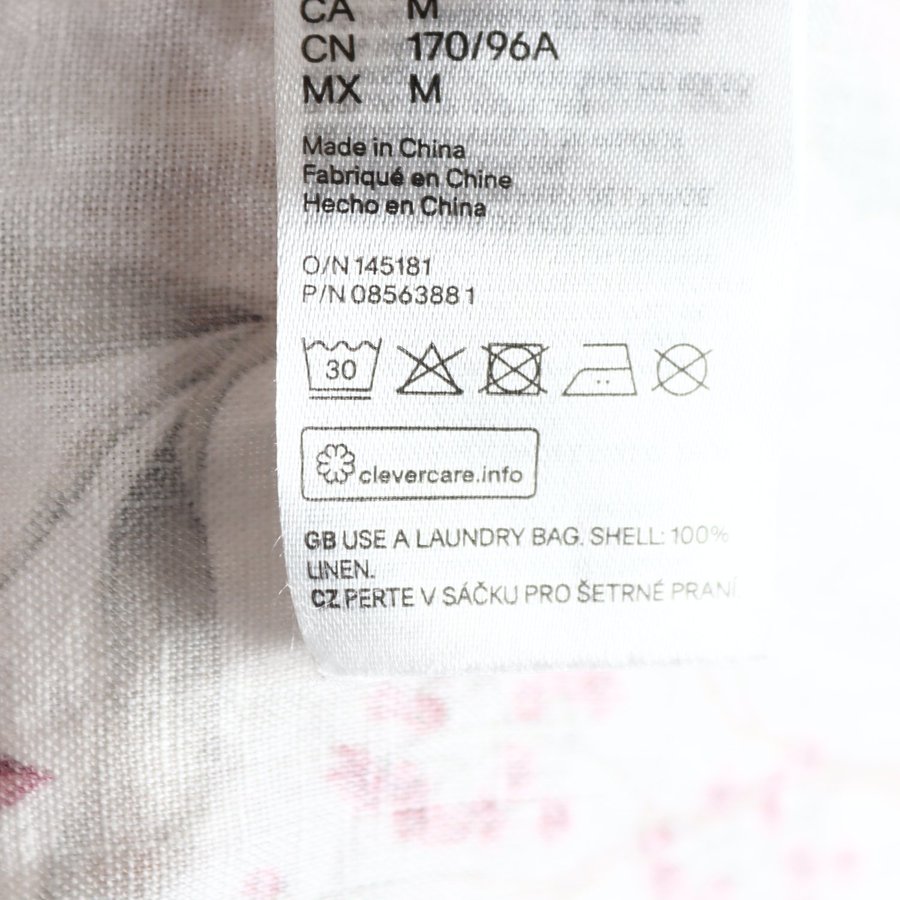 CA M
CN 170/96A
MX M
Made in China
Fabriqué en Chine
Hecho en China
O/N 145181
P/N 08563881
30
clevercare.info
GB USE A LAUNDRY BAG. SHELL: 100%
LINEN.
CZ PERTE V SÁČKU PRO ŠETRNÉ PRANÍ